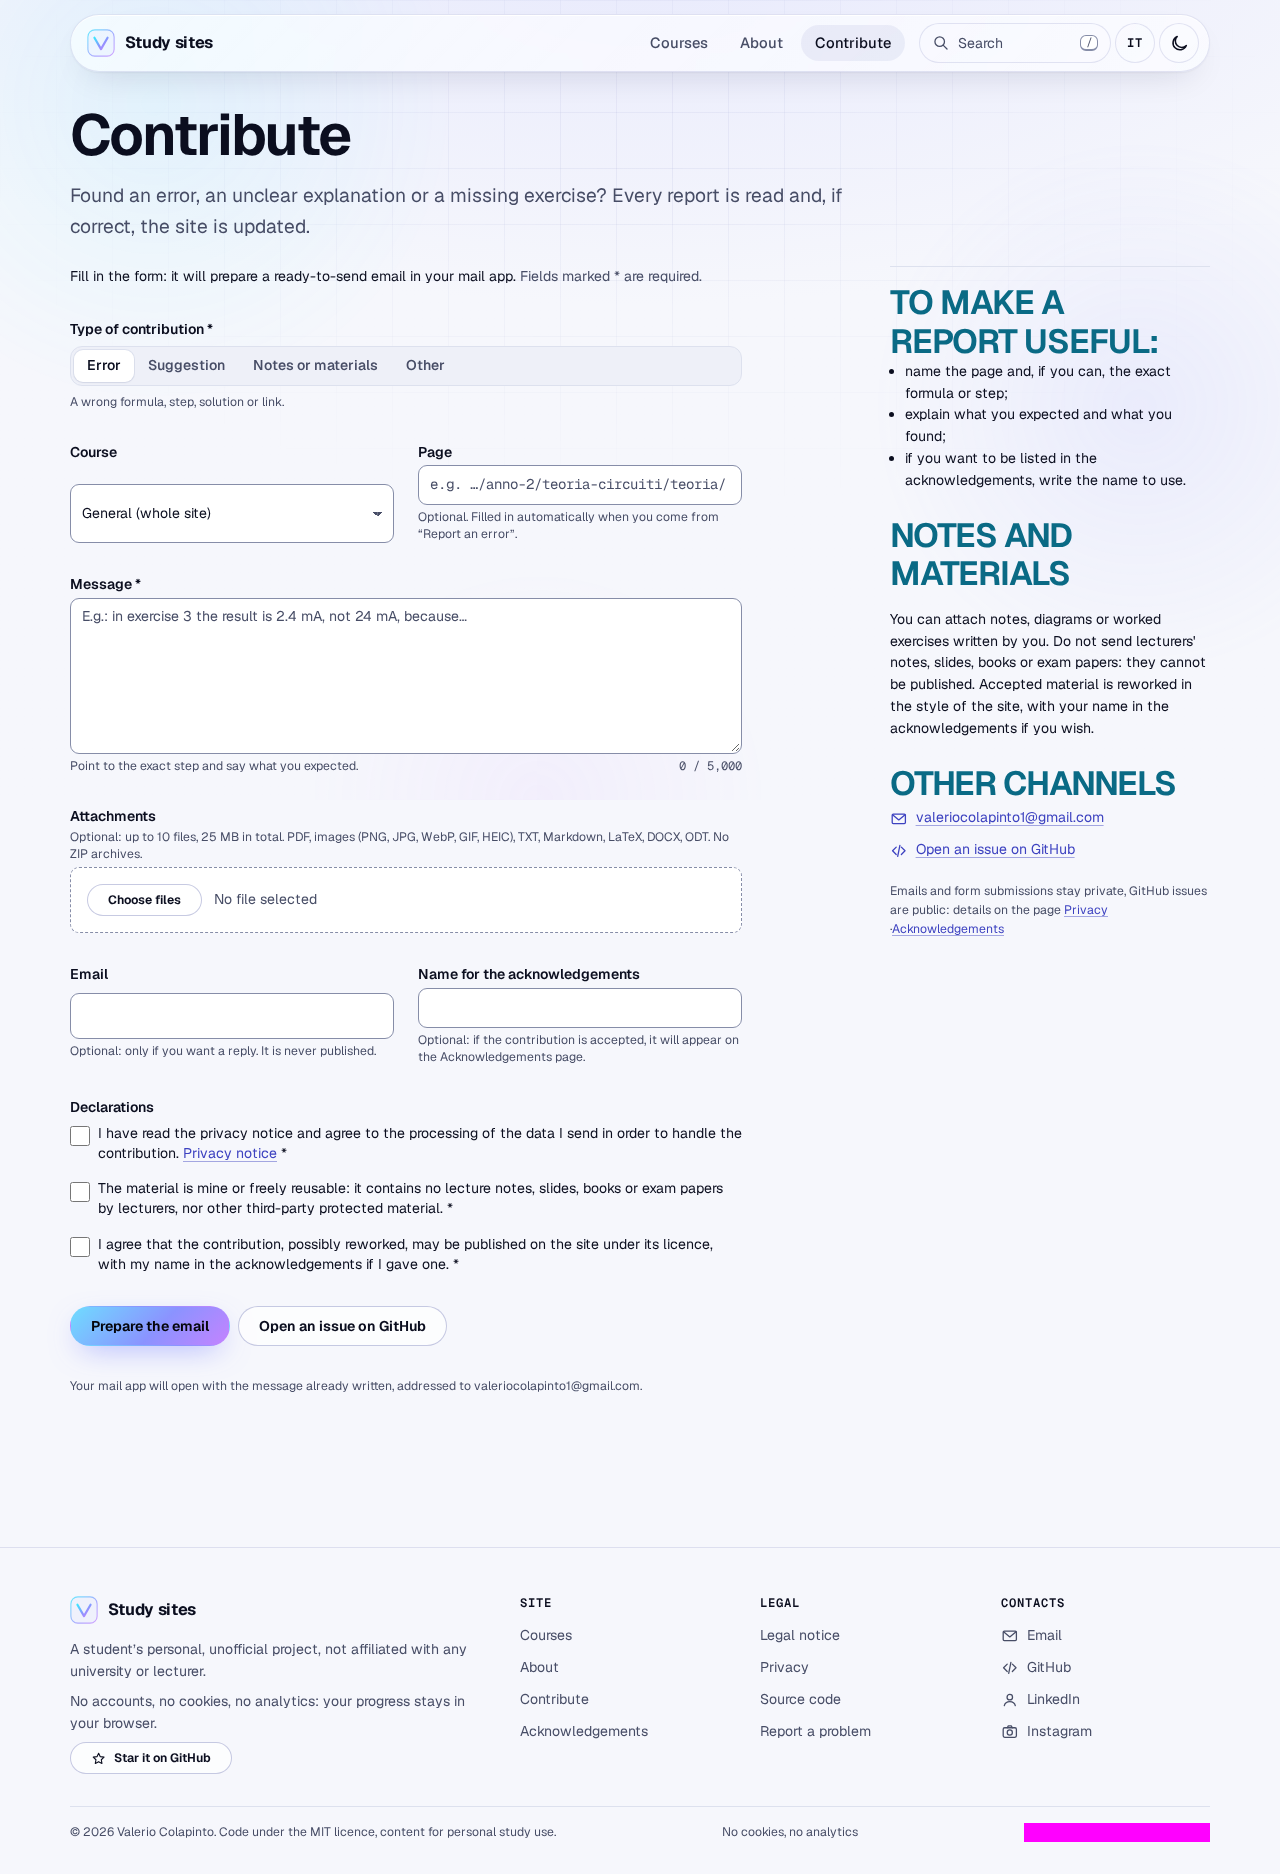 Study sites
Courses
About
Contribute
Search
/
IT
Contribute
Found an error, an unclear explanation or a missing exercise? Every report is read and, if
correct, the site is updated.
Fill in the form: it will prepare a ready-to-send email in your mail app. Fields marked * are required.
Type of contribution *
Error
Suggestion
Notes or materials
Other
A wrong formula, step, solution or link.
Course
General (whole site)
Page
e.g. …/anno-2/teoria-circuiti/teoria/
Optional. Filled in automatically when you come from
“Report an error”.
Message *
E.g.: in exercise 3 the result is 2.4 mA, not 24 mA, because…
Point to the exact step and say what you expected.
0 / 5,000
Attachments
Optional: up to 10 files, 25 MB in total. PDF, images (PNG, JPG, WebP, GIF, HEIC), TXT, Markdown, LaTeX, DOCX, ODT. No
ZIP archives.
Choose files
No file selected
Email
Optional: only if you want a reply. It is never published.
Name for the acknowledgements
Optional: if the contribution is accepted, it will appear on
the Acknowledgements page.
Declarations
I have read the privacy notice and agree to the processing of the data I send in order to handle the
contribution. Privacy notice *
The material is mine or freely reusable: it contains no lecture notes, slides, books or exam papers
by lecturers, nor other third-party protected material. *
I agree that the contribution, possibly reworked, may be published on the site under its licence,
with my name in the acknowledgements if I gave one. *
Prepare the email
Open an issue on GitHub
Your mail app will open with the message already written, addressed to valeriocolapinto1@gmail.com.
TO MAKE A
REPORT USEFUL:
• name the page and, if you can, the exact
formula or step;
• explain what you expected and what you
found;
• if you want to be listed in the
acknowledgements, write the name to use.
NOTES AND
MATERIALS
You can attach notes, diagrams or worked
exercises written by you. Do not send lecturers'
notes, slides, books or exam papers: they cannot
be published. Accepted material is reworked in
the style of the site, with your name in the
acknowledgements if you wish.
OTHER CHANNELS
valeriocolapinto1@gmail.com
Open an issue on GitHub
Emails and form submissions stay private, GitHub issues
are public: details on the page Privacy
·Acknowledgements
Study sites
A student's personal, unofficial project, not affiliated with any
university or lecturer.
No accounts, no cookies, no analytics: your progress stays in
your browser.
Star it on GitHub
SITE
Courses
About
Contribute
Acknowledgements
LEGAL
Legal notice
Privacy
Source code
Report a problem
CONTACTS
Email
GitHub
LinkedIn
Instagram
© 2026 Valerio Colapinto. Code under the MIT licence, content for personal study use.
No cookies, no analytics